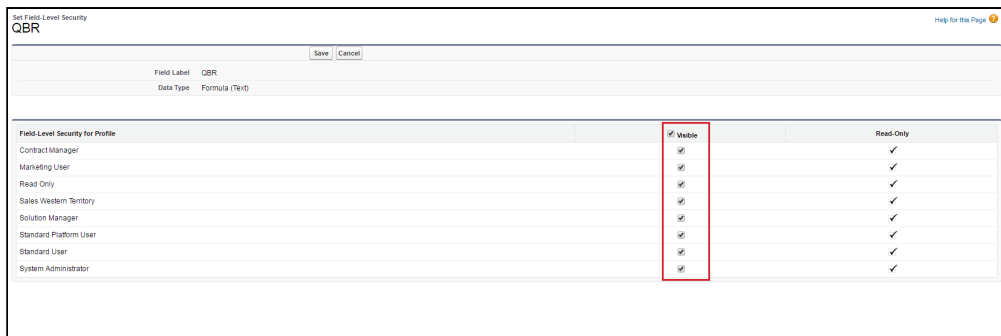 Set Field-Level Security
QBR
Help for this Page
Save Cancel
Field Label QBR
Data Type Formula (Text)
Field-Level Security for Profile Visible Read-Only
Contract Manager
Marketing User
Read Only
Sales Western Territory
Solution Manager
Standard Platform User
Standard User
System Administrator